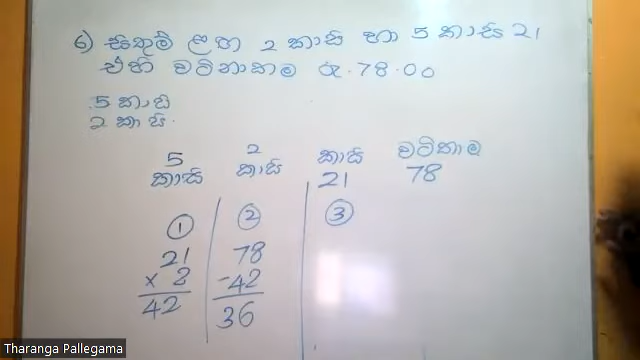 6) සිතුම් ළඟ 2 කාසි හා 5 කාසි 21
එහි වටිනාකම රු. 78.00
5 කාසි
2 කාසි.
5 කාසි 2 කාසි කාසි වටිනාකම
21 78
① ② ③
21 78
× 2 -42
42 36
Tharanga Pallegama